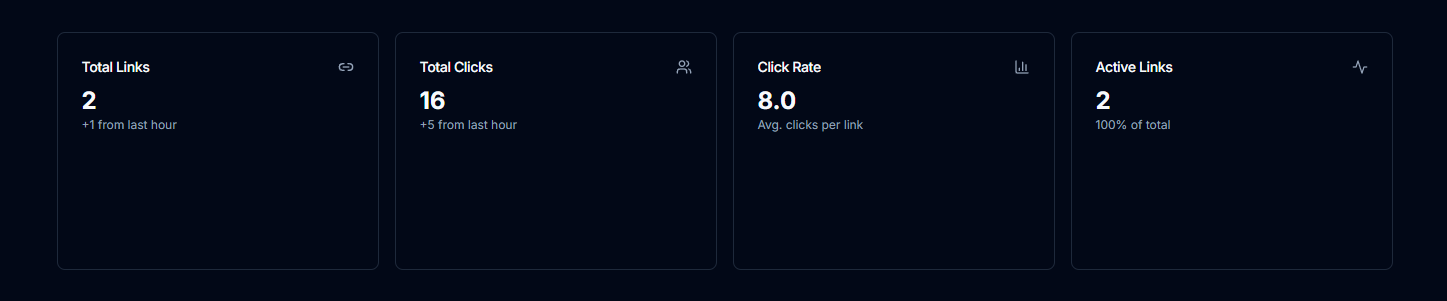 Total Links
2
+1 from last hour
Total Clicks
16
+5 from last hour
Click Rate
8.0
Avg. clicks per link
Active Links
2
100% of total